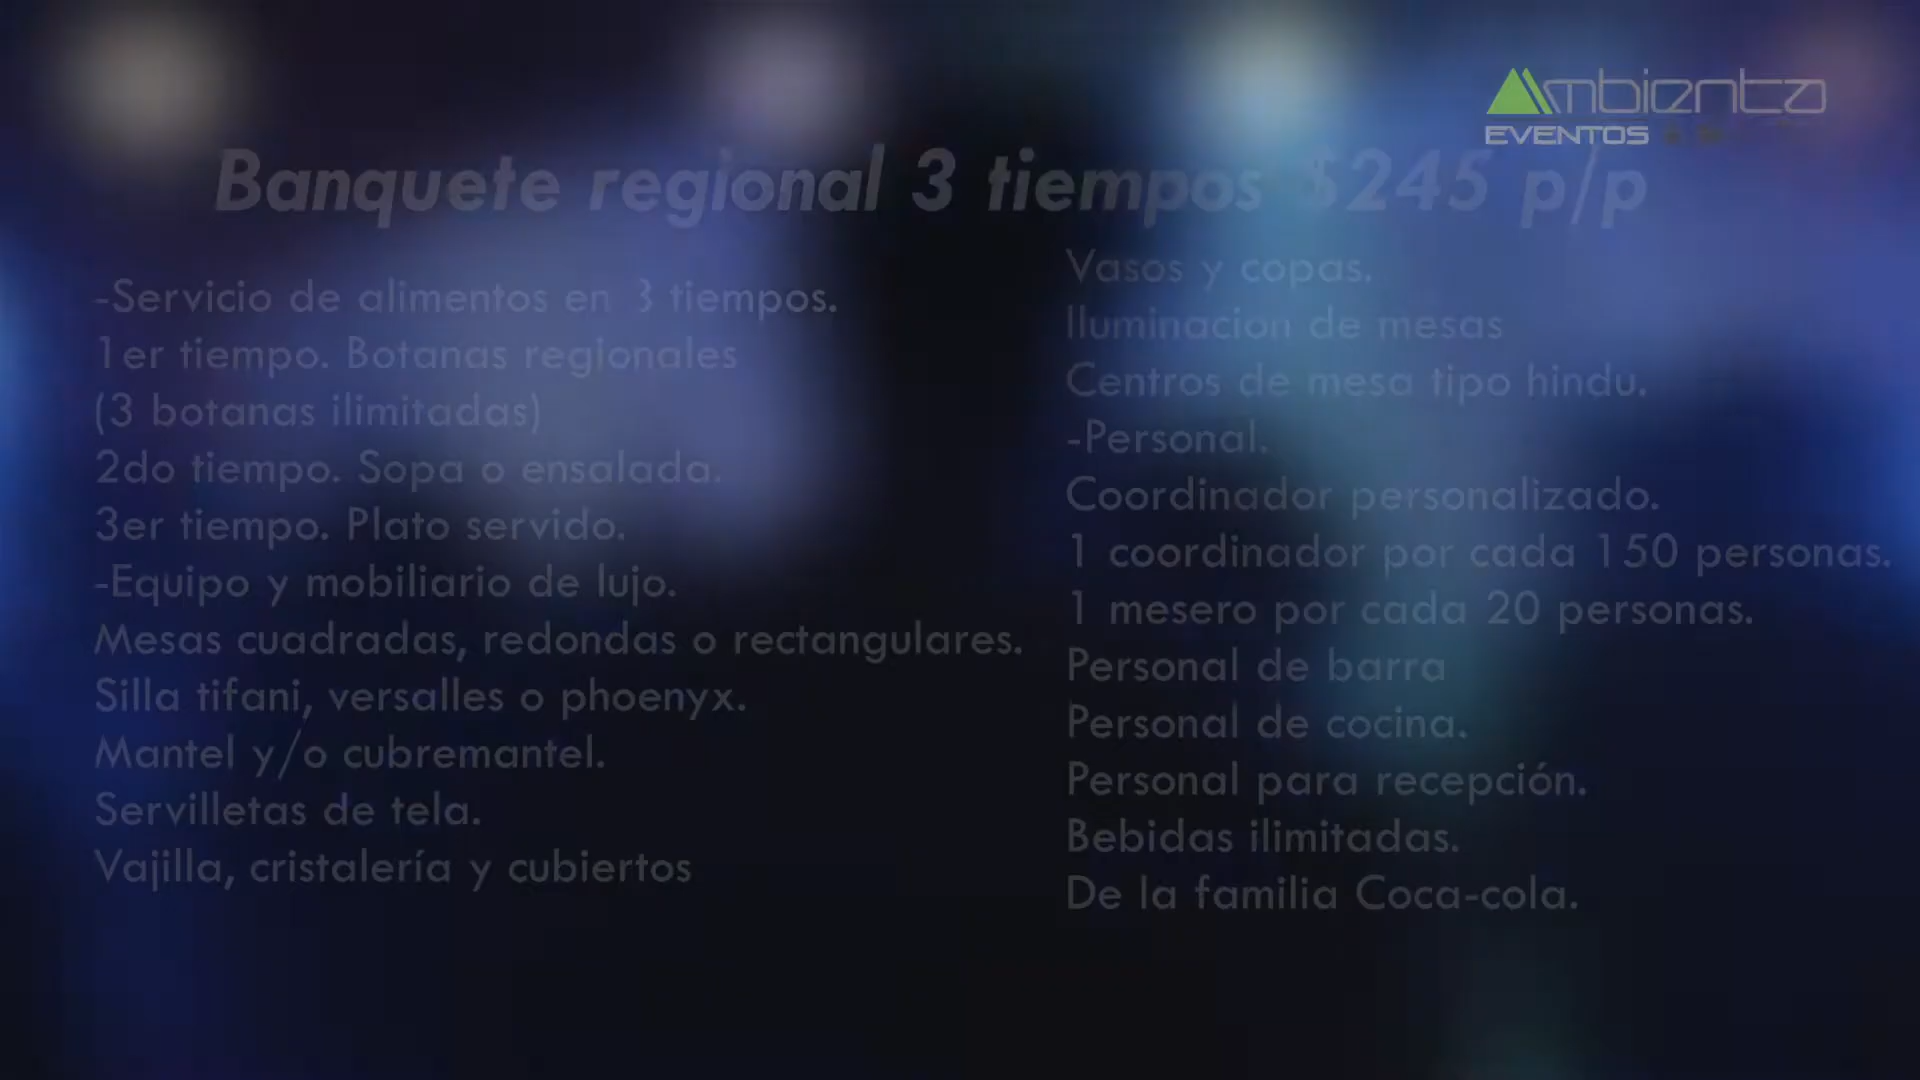 Ambienta
EVENTOS
Banquete regional 3 tiempos $245 p/p
-Servicio de alimentos en 3 tiempos.
1er tiempo. Botanas regionales
(3 botanas ilimitadas)
2do tiempo. Sopa o ensalada.
3er tiempo. Plato servido.
-Equipo y mobiliario de lujo.
Mesas cuadradas, redondas o rectangulares.
Silla tifani, versalles o phoenyx.
Mantel y/o cubremantel.
Servilletas de tela.
Vajilla, cristalería y cubiertos
Vasos y copas.
Iluminacion de mesas
Centros de mesa tipo hindu.
-Personal.
Coordinador personalizado.
1 coordinador por cada 150 personas.
1 mesero por cada 20 personas.
Personal de barra
Personal de cocina.
Personal para recepción.
Bebidas ilimitadas.
De la familia Coca-cola.